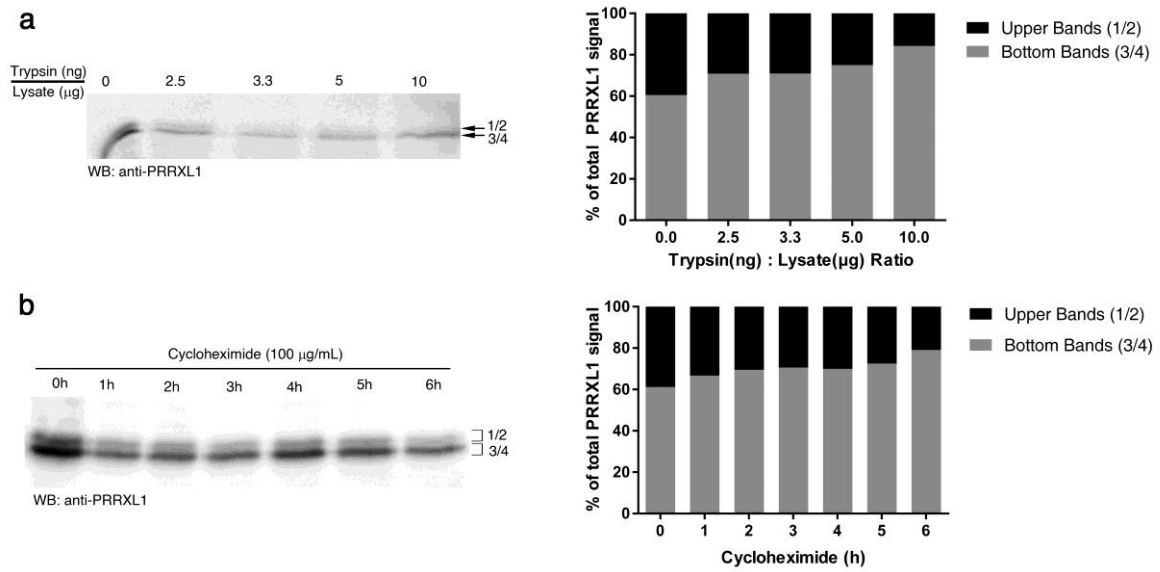 a
Trypsin (ng)
Lysate (μg)
0 2.5 3.3 5 10
1/2
3/4
WB: anti-PRRXL1
% of total PRRXL1 signal
100
80
60
40
20
0
0.0 2.5 3.3 5.0 10.0
Trypsin(ng) : Lysate(μg) Ratio
Upper Bands (1/2)
Bottom Bands (3/4)
b
Cycloheximide (100 μg/mL)
0h 1h 2h 3h 4h 5h 6h
1/2
3/4
WB: anti-PRRXL1
% of total PRRXL1 signal
100
80
60
40
20
0
0 1 2 3 4 5 6
Cycloheximide (h)
Upper Bands (1/2)
Bottom Bands (3/4)